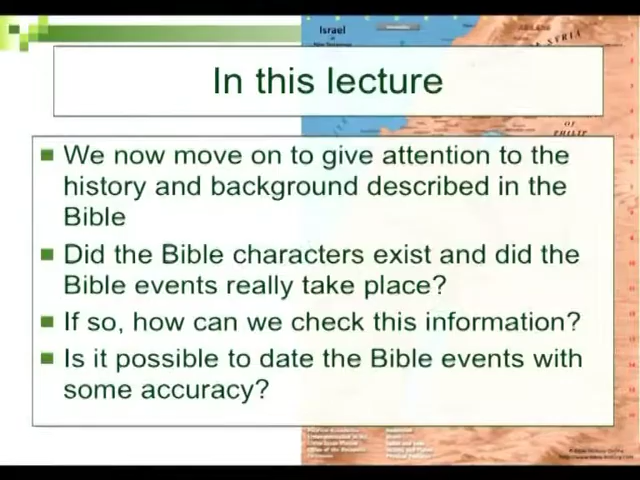 Israel
SYRIA
OF
PHILIP
In this lecture
We now move on to give attention to the
history and background described in the
Bible
Did the Bible characters exist and did the
Bible events really take place?
If so, how can we check this information?
Is it possible to date the Bible events with
some accuracy?